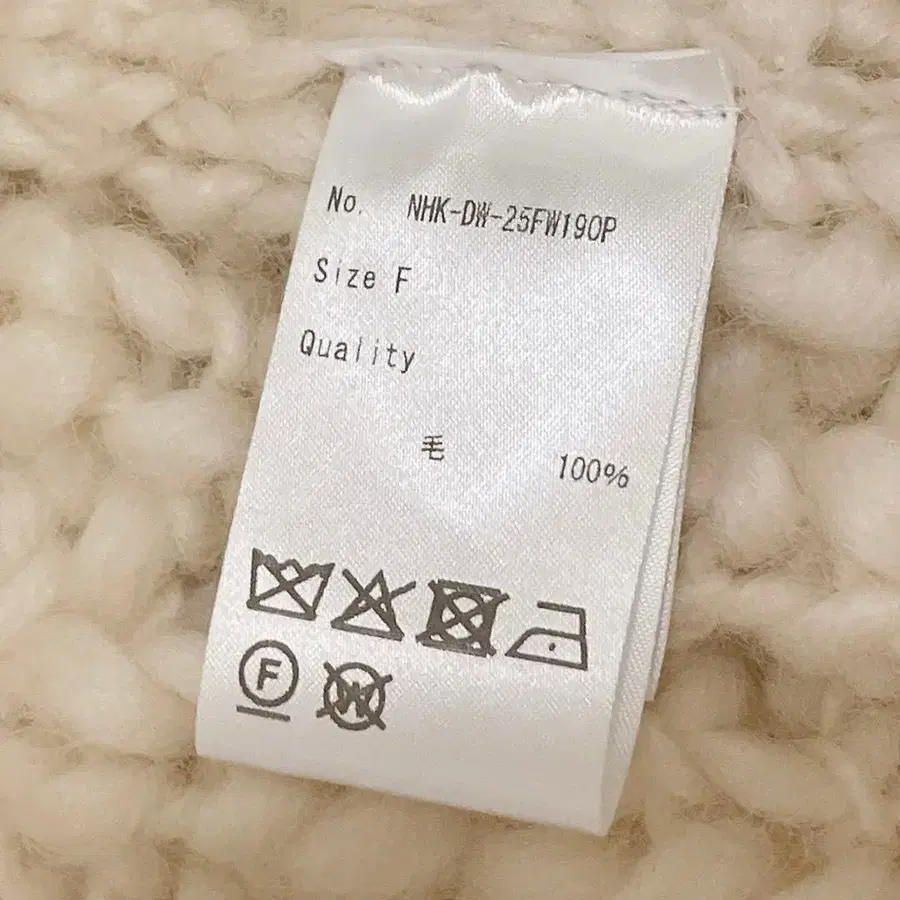 No. NHK-DW-25FW190P
Size F
Quality
毛 100%
F
W